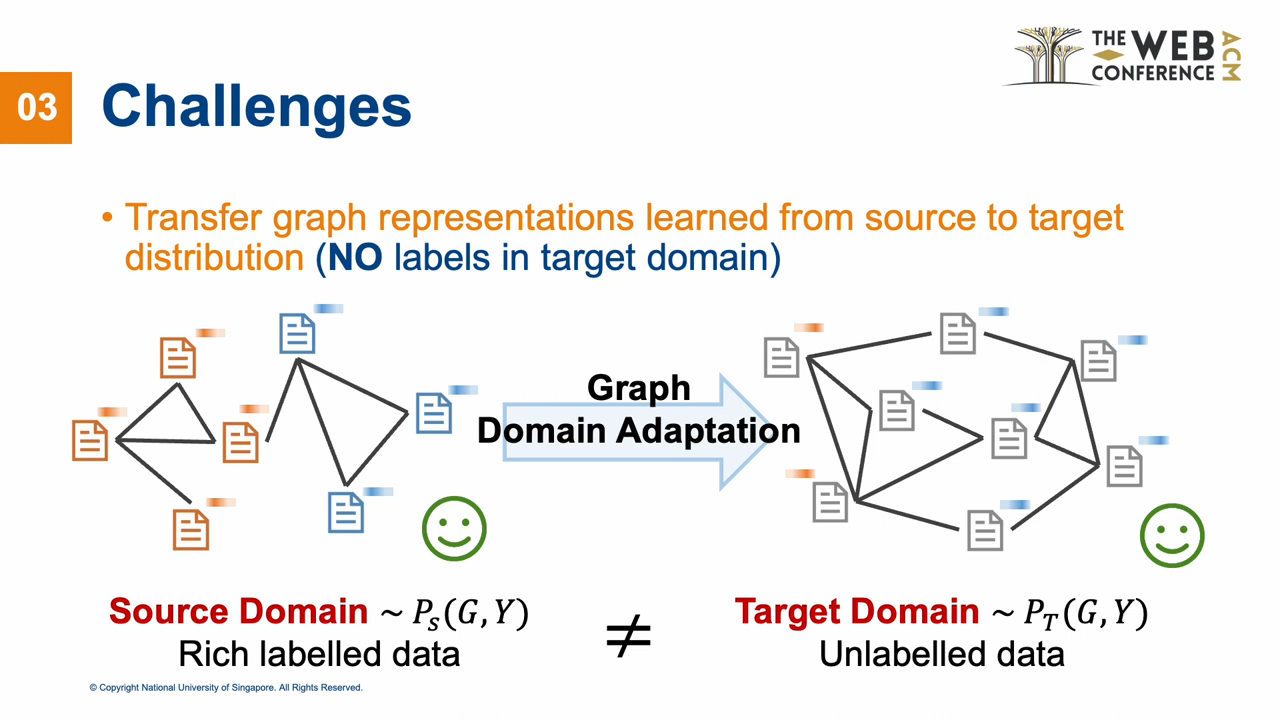 THE WEB
CONFERENCE
ACM
03
Challenges
• Transfer graph representations learned from source to target
distribution (NO labels in target domain)
Graph
Domain Adaptation
Source Domain ~ P_s(G, Y)
Rich labelled data
≠
Target Domain ~ P_T(G, Y)
Unlabelled data
© Copyright National University of Singapore. All Rights Reserved.